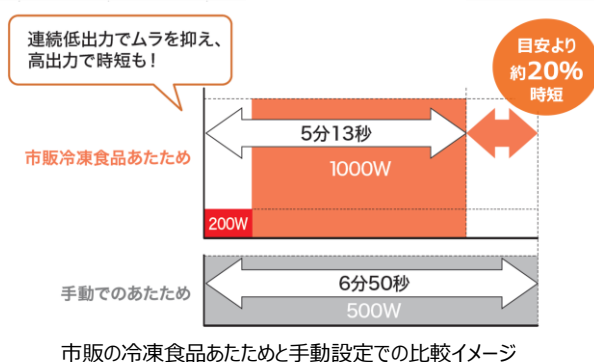 連続低出力でムラを抑え、
高出力で時短も！
目安より
約20%
時短
5分13秒
市販冷凍食品あたため
1000W
200W
6分50秒
手動でのあたため
500W
市販の冷凍食品あたためと手動設定での比較イメージ